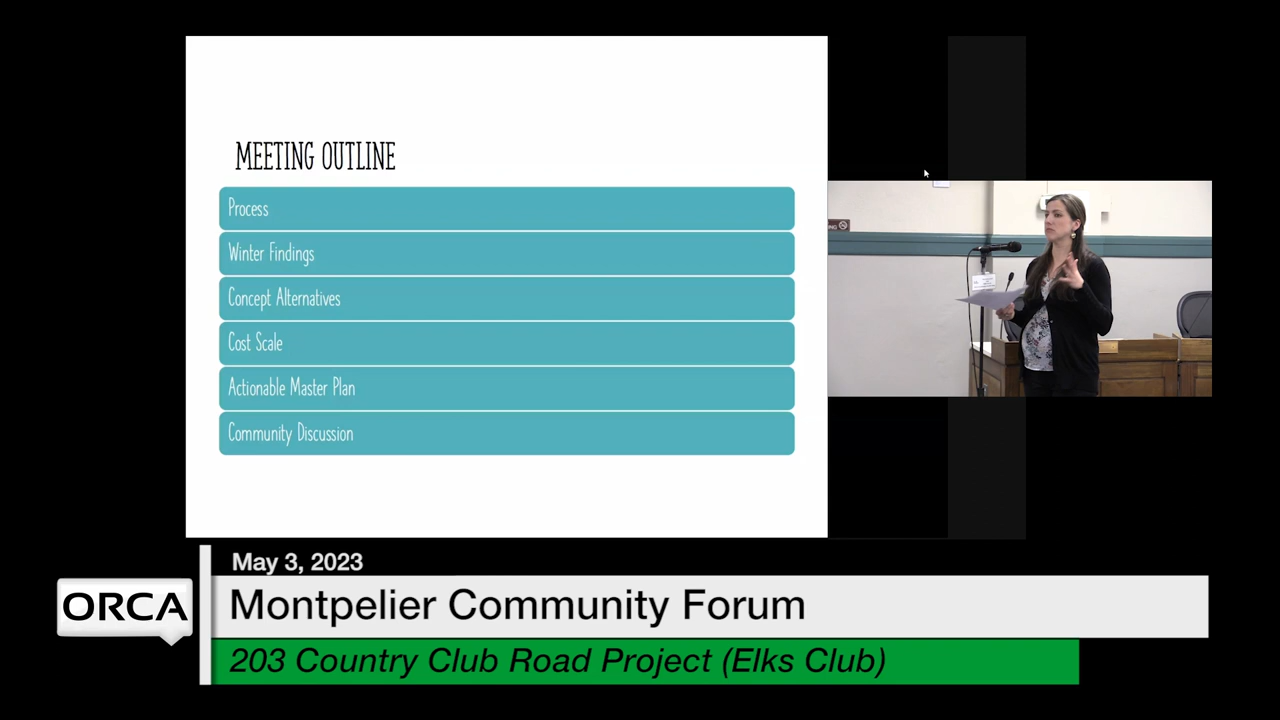 MEETING OUTLINE
Process
Winter Findings
Concept Alternatives
Cost Scale
Actionable Master Plan
Community Discussion
May 3, 2023
ORCA
Montpelier Community Forum
203 Country Club Road Project (Elks Club)